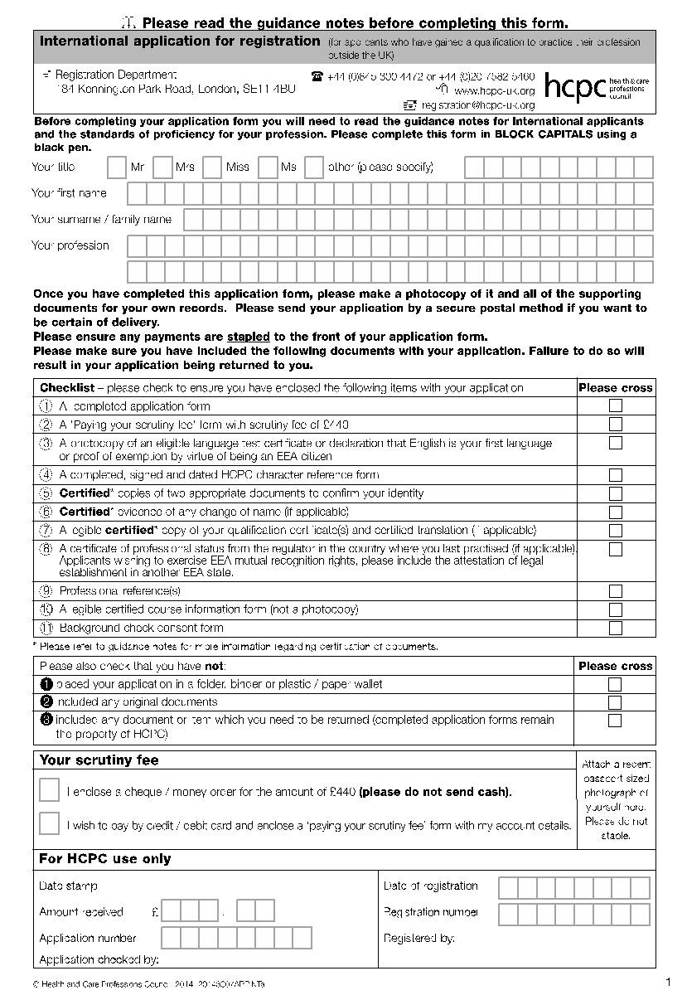 Please read the guidance notes before completing this form.
International application for registration (for applicants who have gained a qualification to practice their profession
outside the UK)
Registration Department
184 Kennington Park Road, London, SE11 4BU
+44 (0)845 300 4472 or +44 (0)20 7582 5460
www.hcpc-uk.org
registration@hcpc-uk.org
hcpc health & care
professions
council
Before completing your application form you will need to read the guidance notes for International applicants
and the standards of proficiency for your profession. Please complete this form in BLOCK CAPITALS using a
black pen.
Your title Mr Mrs Miss Ms other (please specify)
Your first name
Your surname / family name
Your profession
Once you have completed this application form, please make a photocopy of it and all of the supporting
documents for your own records. Please send your application by a secure postal method if you want to
be certain of delivery.
Please ensure any payments are stapled to the front of your application form.
Please make sure you have included the following documents with your application. Failure to do so will
result in your application being returned to you.
Checklist – please check to ensure you have enclosed the following items with your application Please cross
1 A completed application form
2 A 'Paying your scrutiny fee' form with scrutiny fee of £440
3 A photocopy of an eligible language test certificate or declaration that English is your first language
or proof of exemption by virtue of being an EEA citizen
4 A completed, signed and dated HCPC character reference form
5 Certified* copies of two appropriate documents to confirm your identity
6 Certified* evidence of any change of name (if applicable)
7 A legible certified* copy of your qualification certificate(s) and certified translation (if applicable)
8 A certificate of professional status from the regulator in the country where you last practised (if applicable).
Applicants wishing to exercise EEA mutual recognition rights, please include the attestation of legal
establishment in another EEA state.
9 Professional reference(s)
10 A legible certified course information form (not a photocopy)
11 Background check consent form
* Please refer to guidance notes for more information regarding certification of documents.
Please also check that you have not: Please cross
1 placed your application in a folder, binder or plastic / paper wallet
2 included any original documents
3 included any document or item which you need to be returned (completed application forms remain
the property of HCPC)
Your scrutiny fee
I enclose a cheque / money order for the amount of £440 (please do not send cash).
I wish to pay by credit / debit card and enclose a 'paying your scrutiny fee' form with my account details.
Attach a recent
passport sized
photograph of
yourself here.
Please do not
staple.
For HCPC use only
Date stamp
Amount received £ .
Application number
Application checked by:
Date of registration
Registration number
Registered by:
© Health and Care Professions Council 2014
1